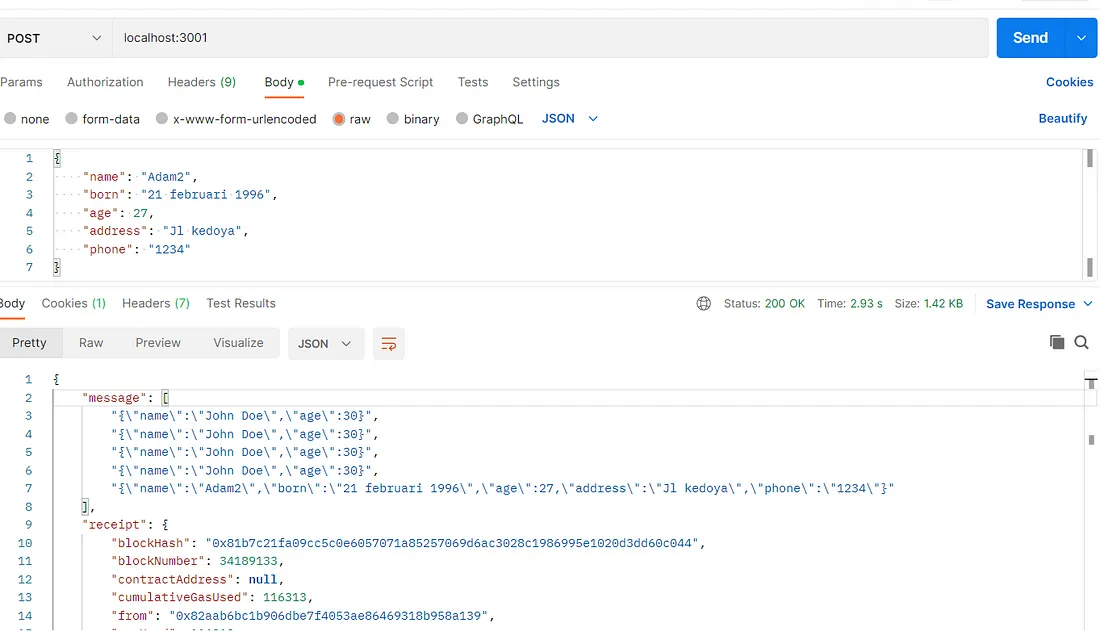 POST localhost:3001 Send
Params Authorization Headers (9) Body Pre-request Script Tests Settings Cookies
none form-data x-www-form-urlencoded raw binary GraphQL JSON Beautify
1 {
2 "name": "Adam2",
3 "born": "21 februari 1996",
4 "age": 27,
5 "address": "Jl kedoya",
6 "phone": "1234"
7 }
Body Cookies (1) Headers (7) Test Results Status: 200 OK Time: 2.93 s Size: 1.42 KB Save Response
Pretty Raw Preview Visualize JSON
1 {
2 "message": [
3 "{\"name\":\"John Doe\",\"age\":30}",
4 "{\"name\":\"John Doe\",\"age\":30}",
5 "{\"name\":\"John Doe\",\"age\":30}",
6 "{\"name\":\"John Doe\",\"age\":30}",
7 "{\"name\":\"Adam2\",\"born\":\"21 februari 1996\",\"age\":27,\"address\":\"Jl kedoya\",\"phone\":\"1234\"}"
8 ],
9 "receipt": {
10 "blockHash": "0x81b7c21fa09cc5c0e6057071a85257069d6ac3028c1986995e1020d3dd60c044",
11 "blockNumber": 34189133,
12 "contractAddress": null,
13 "cumulativeGasUsed": 116313,
14 "from": "0x82aab6bc1b906dbe7f4053ae86469318b958a139",